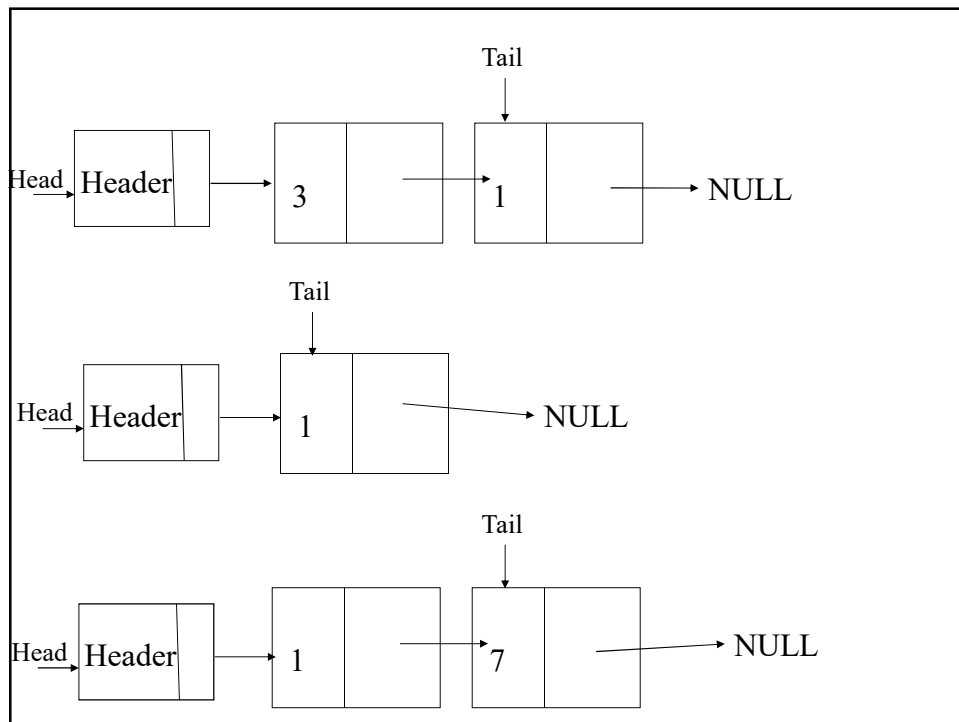 Tail
Head Header 3 1 NULL
Tail
Head Header 1 NULL
Tail
Head Header 1 7 NULL